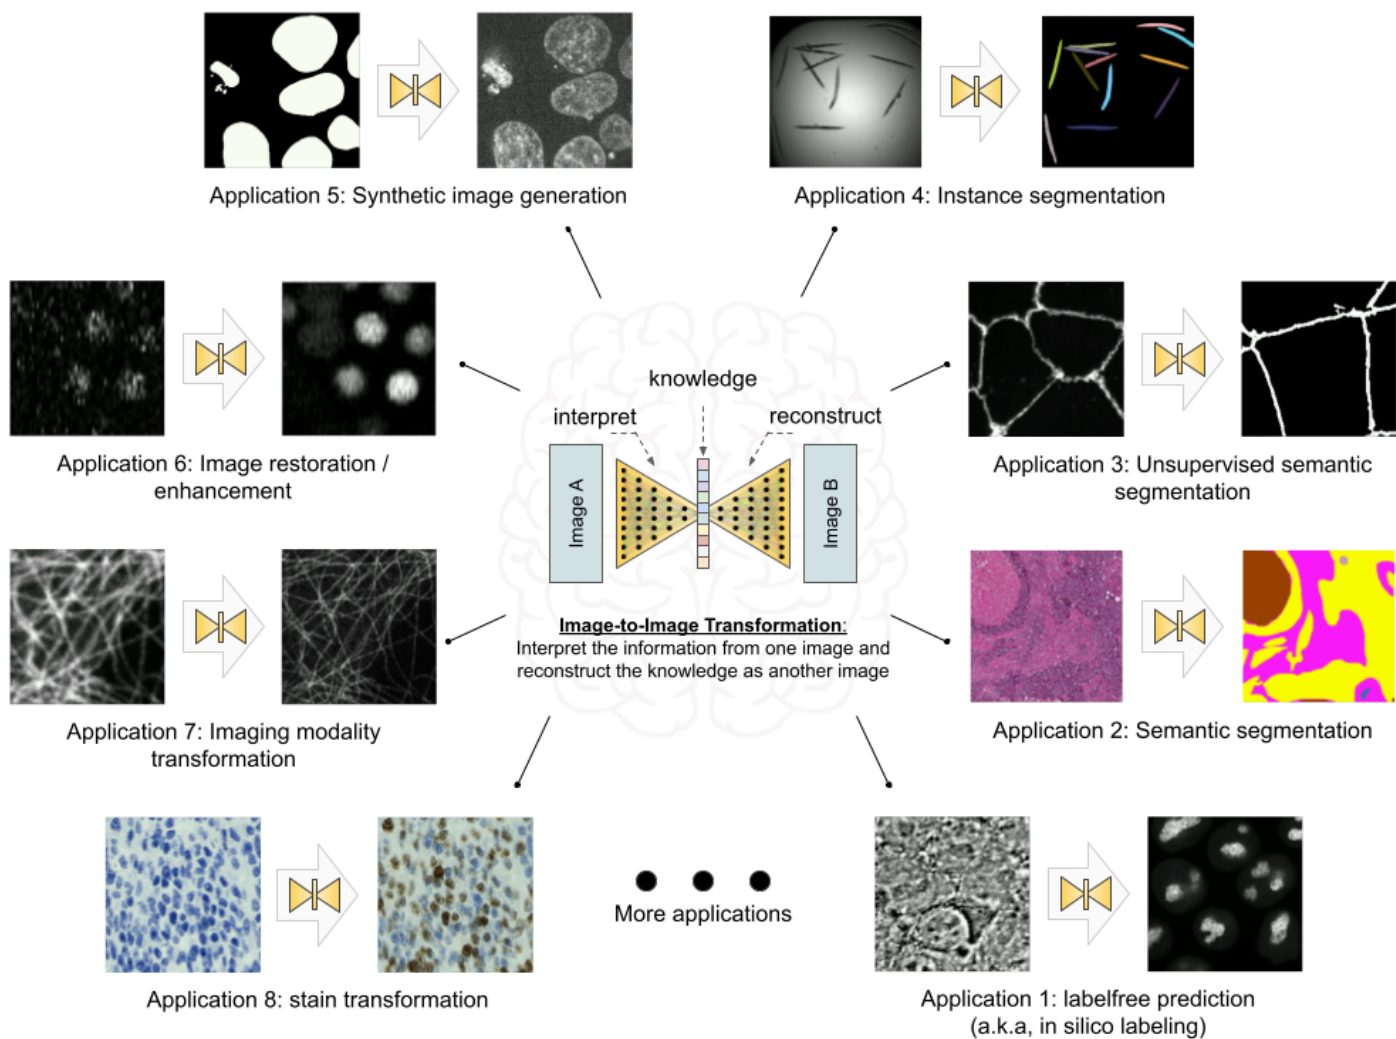 Application 5: Synthetic image generation
Application 4: Instance segmentation
Application 6: Image restoration /
enhancement
knowledge
interpret
reconstruct
Image A
Image B
Application 3: Unsupervised semantic
segmentation
Image-to-Image Transformation:
Interpret the information from one image and
reconstruct the knowledge as another image
Application 7: Imaging modality
transformation
Application 2: Semantic segmentation
Application 8: stain transformation
More applications
Application 1: labelfree prediction
(a.k.a, in silico labeling)